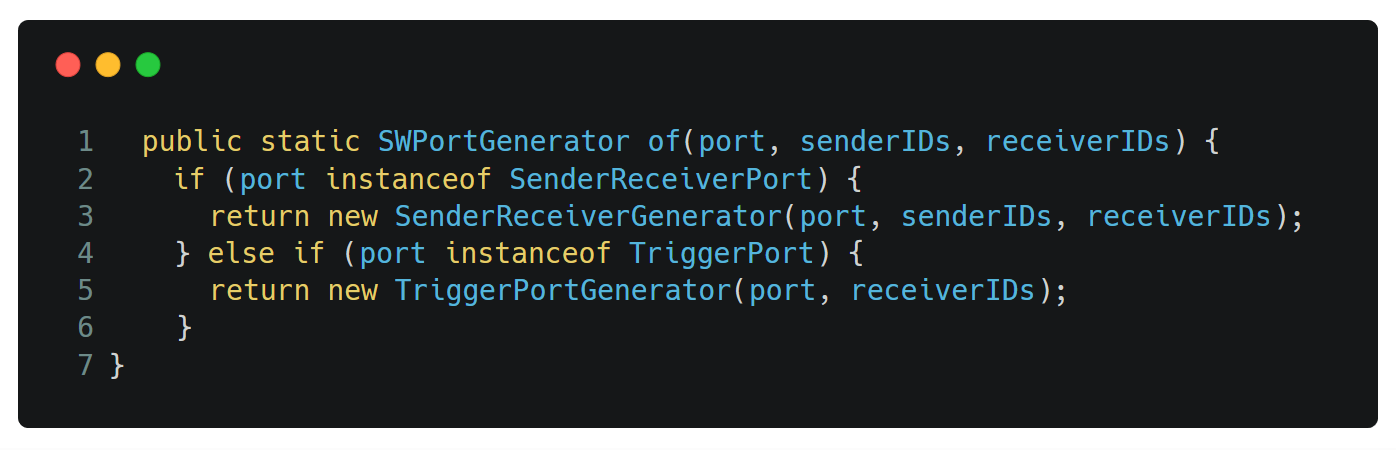 1 public static SWPortGenerator of(port, senderIDs, receiverIDs) {
2 if (port instanceof SenderReceiverPort) {
3 return new SenderReceiverGenerator(port, senderIDs, receiverIDs);
4 } else if (port instanceof TriggerPort) {
5 return new TriggerPortGenerator(port, receiverIDs);
6 }
7 }